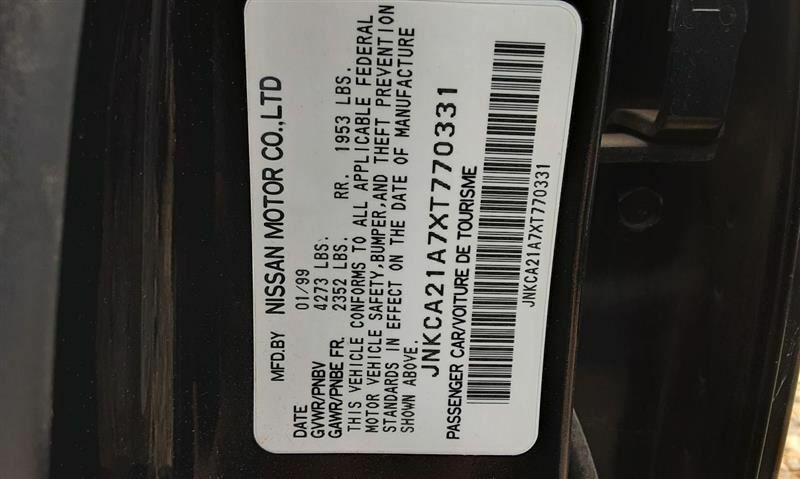 MFD.BY NISSAN MOTOR CO.,LTD
DATE 01/99
GVWR/PNBV 4273 LBS.
GAWR/PNBE FR. 2352 LBS. RR. 1953 LBS.
THIS VEHICLE CONFORMS TO ALL APPLICABLE FEDERAL
MOTOR VEHICLE SAFETY,BUMPER,AND THEFT PREVENTION
STANDARDS IN EFFECT ON THE DATE OF MANUFACTURE
SHOWN ABOVE.
JNKCA21A7XT770331
PASSENGER CAR/VOITURE DE TOURISME
JNKCA21A7XT770331